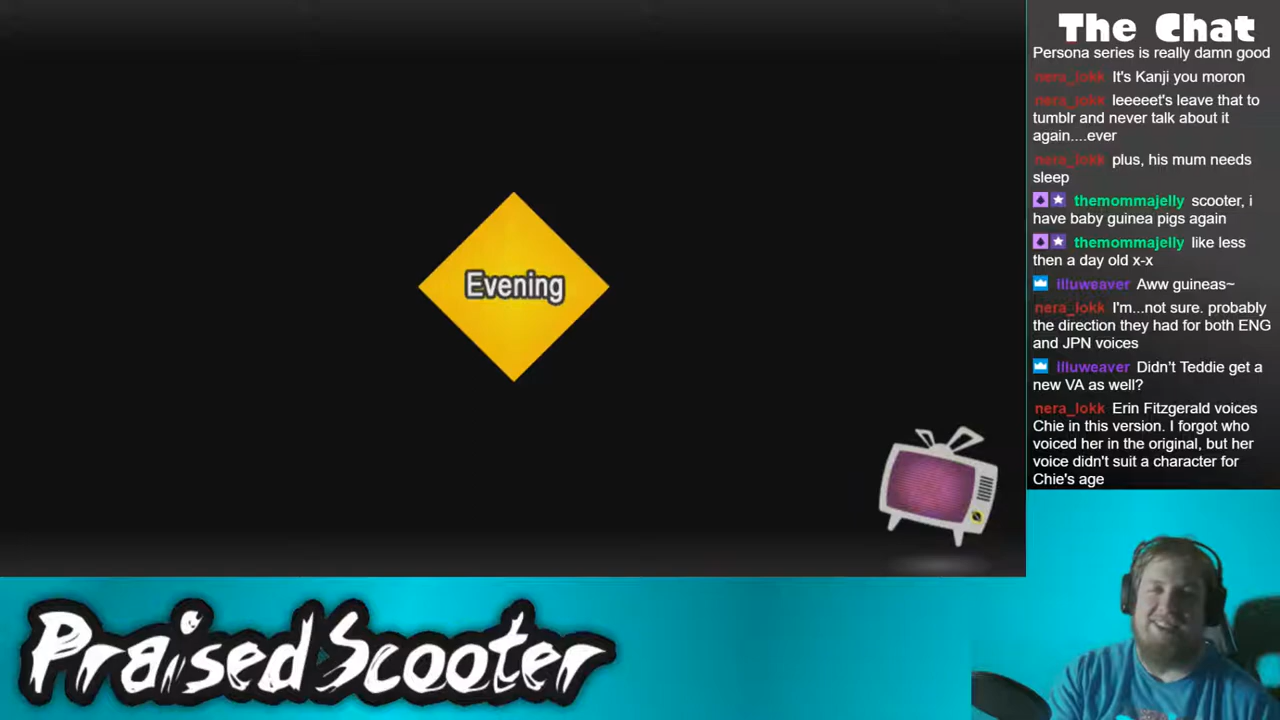 Evening
The Chat
Persona series is really damn good
nera_lokk It's Kanji you moron
nera_lokk leeeeet's leave that to
tumblr and never talk about it
again....ever
nera_lokk plus, his mum needs
sleep
themommajelly scooter, i
have baby guinea pigs again
themommajelly like less
then a day old x-x
illuweaver Aww guineas~
nera_lokk I'm...not sure. probably
the direction they had for both ENG
and JPN voices
illuweaver Didn't Teddie get a
new VA as well?
nera_lokk Erin Fitzgerald voices
Chie in this version. I forgot who
voiced her in the original, but her
voice didn't suit a character for
Chie's age
PraisedScooter